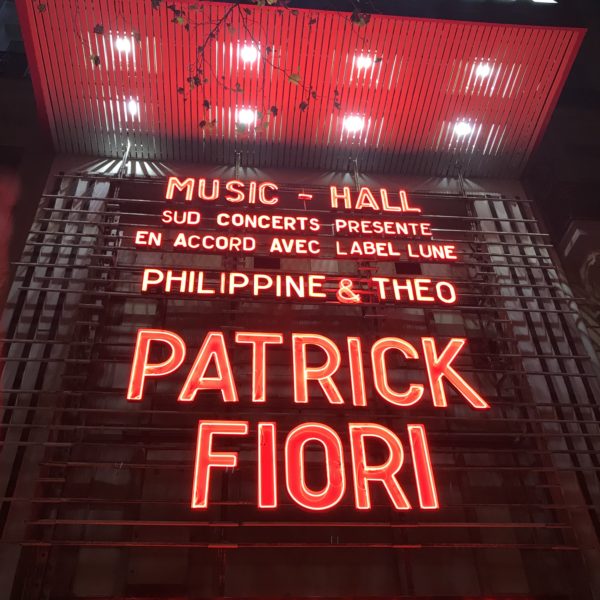 MUSIC - HALL
SUD CONCERTS PRESENTE
EN ACCORD AVEC LABEL LUNE
PHILIPPINE & THEO
PATRICK
FIORI